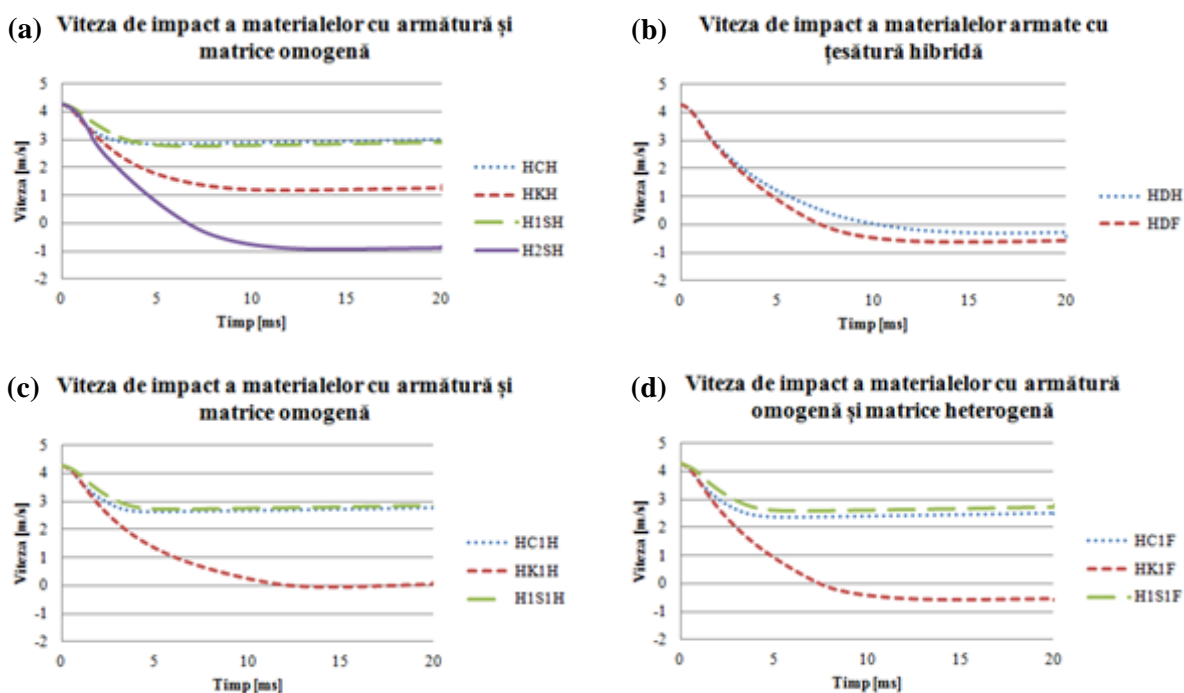 (a) Viteza de impact a materialelor cu armătură și
matrice omogenă
5
4
3
2
1
0
-1
-2
Viteza [m/s]
0 5 10 15 20
Timp [ms]
HCH
HKH
H1SH
H2SH
(b) Viteza de impact a materialelor armate cu
țesătură hibridă
5
4
3
2
1
0
-1
-2
Viteza [m/s]
0 5 10 15 20
Timp [ms]
HDH
HDF
(c) Viteza de impact a materialelor cu armătură și
matrice omogenă
5
4
3
2
1
0
-1
-2
Viteza [m/s]
0 5 10 15 20
Timp [ms]
HC1H
HK1H
H1S1H
(d) Viteza de impact a materialelor cu armătură
omogenă și matrice heterogenă
5
4
3
2
1
0
-1
-2
Viteza [m/s]
0 5 10 15 20
Timp [ms]
HC1F
HK1F
H1S1F